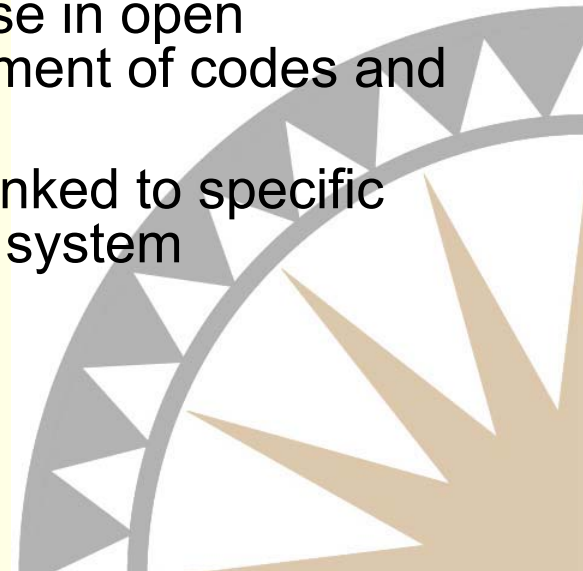 se in open
ment of codes and
nked to specific
system